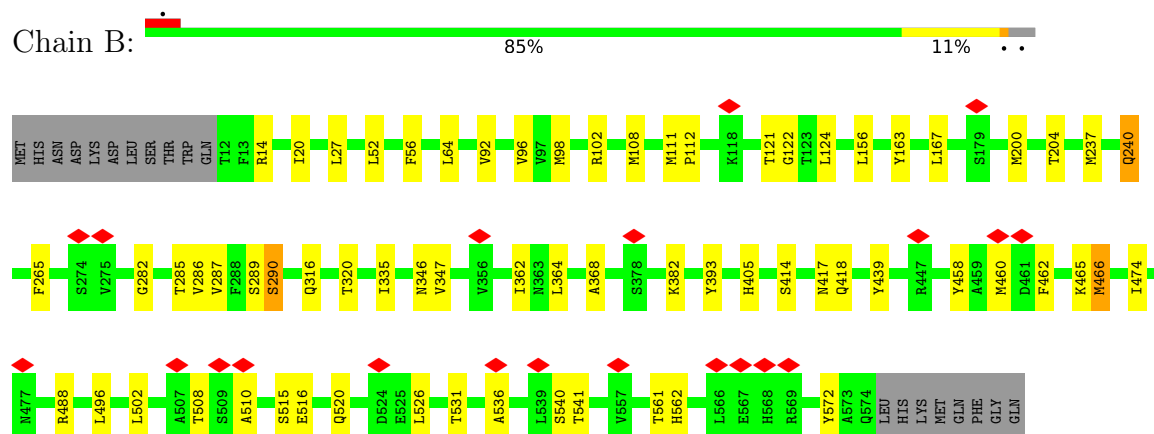 Chain B:
85%
11%
MET HIS ASN ASP LYS ASP LEU SER THR TRP GLN T12 F13 R14 I20 L27 L52 F56 L64 V92 V96 V97 M98 R102 M108 M111 P112 K118 T121 G122 T123 L124 L156 Y163 L167 S179 M200 T204 M237 Q240
F265 S274 V275 G282 T285 V286 V287 F288 S289 S290 Q316 T320 I335 N346 V347 V356 I362 N363 L364 A368 S378 K382 Y393 H405 S414 N417 Q418 Y439 R447 Y458 A459 M460 D461 F462 K465 M466 I474
N477 R488 L496 L502 A507 T508 S509 A510 S515 E516 Q520 D524 E525 L526 T531 A536 L539 S540 T541 V557 T561 H562 L566 E567 H568 R569 Y572 A573 Q574 LEU HIS LYS MET GLN PHE GLY GLN